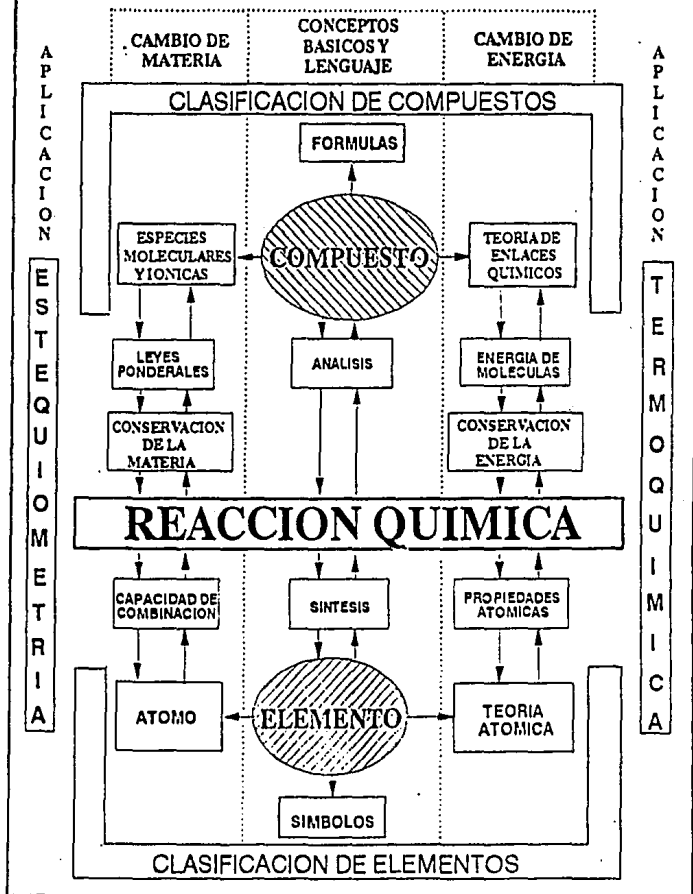 CAMBIO DE
MATERIA
CONCEPTOS
BASICOS Y
LENGUAJE
CAMBIO DE
ENERGIA
APLICACION
ESTEQUIOMETRIA
APLICACION
TERMOQUIMICA
CLASIFICACION DE COMPUESTOS
FORMULAS
ESPECIES
MOLECULARES
Y IONICAS
COMPUESTO
TEORIA DE
ENLACES
QUIMICOS
LEYES
PONDERALES
ANALISIS
ENERGIA DE
MOLECULAS
CONSERVACION
DE LA
MATERIA
CONSERVACION
DE LA
ENERGIA
REACCION QUIMICA
CAPACIDAD DE
COMBINACION
SINTESIS
PROPIEDADES
ATOMICAS
ATOMO
ELEMENTO
TEORIA
ATOMICA
SIMBOLOS
CLASIFICACION DE ELEMENTOS